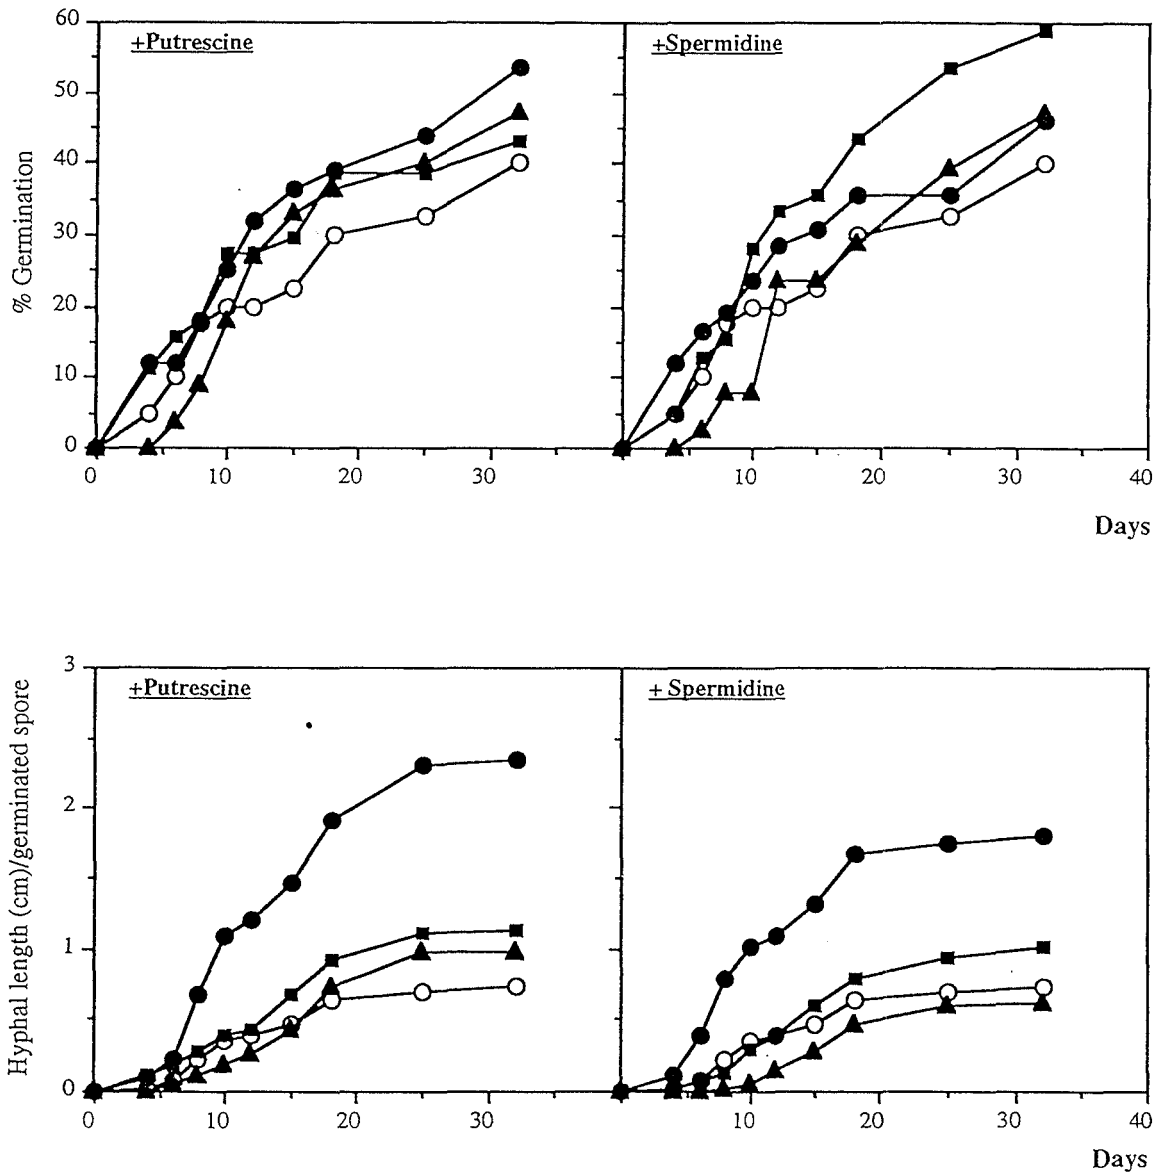 60
50
40
30
20
10
0
% Germination
+Putrescine
+Spermidine
0 10 20 30 10 20 30 40
Days
3
2
1
0
Hyphal length (cm)/germinated spore
+Putrescine
+ Spermidine
0 10 20 30 10 20 30 40
Days